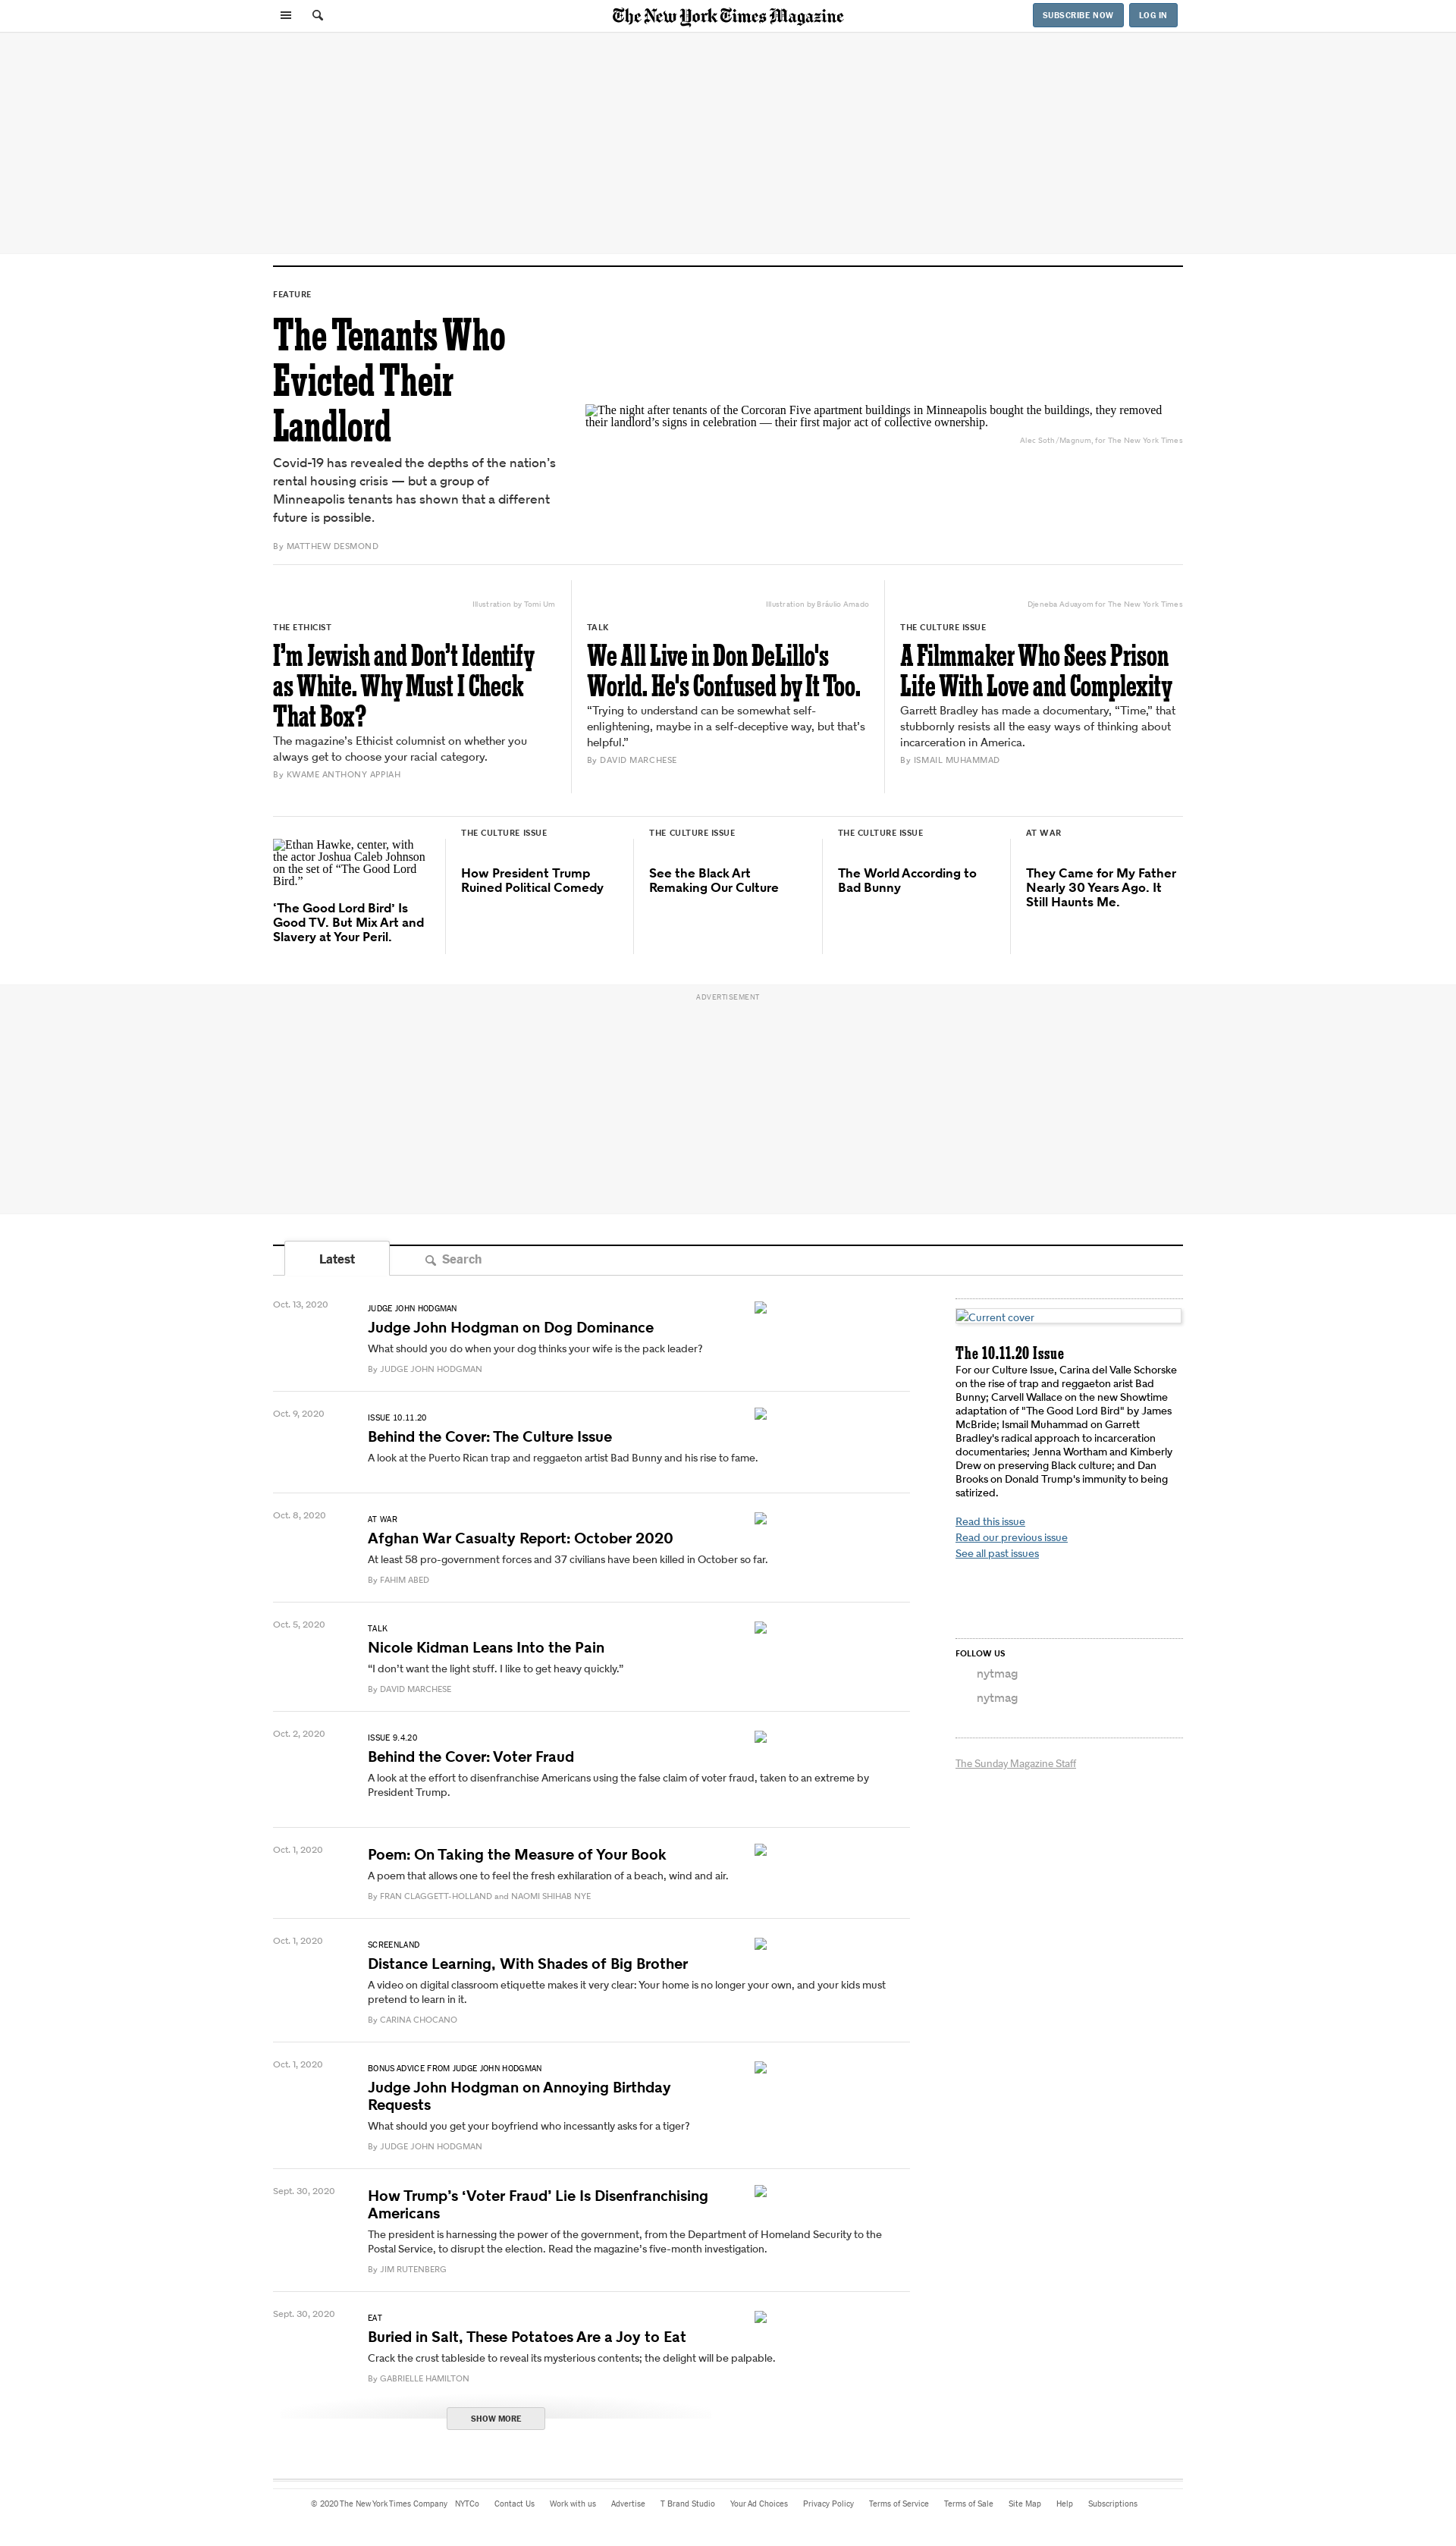 The New York Times Magazine
SUBSCRIBE NOW
LOG IN
FEATURE
The Tenants Who
Evicted Their
Landlord
Covid-19 has revealed the depths of the nation’s
rental housing crisis — but a group of
Minneapolis tenants has shown that a different
future is possible.
By MATTHEW DESMOND
The night after tenants of the Corcoran Five apartment buildings in Minneapolis bought the buildings, they removed
their landlord’s signs in celebration — their first major act of collective ownership.
Alec Soth/Magnum, for The New York Times
Illustration by Tomi Um
THE ETHICIST
I’m Jewish and Don’t Identify
as White. Why Must I Check
That Box?
The magazine’s Ethicist columnist on whether you
always get to choose your racial category.
By KWAME ANTHONY APPIAH
Illustration by Bráulio Amado
TALK
We All Live in Don DeLillo's
World. He's Confused by It Too.
“Trying to understand can be somewhat self-
enlightening, maybe in a self-deceptive way, but that’s
helpful.”
By DAVID MARCHESE
Djeneba Aduayom for The New York Times
THE CULTURE ISSUE
A Filmmaker Who Sees Prison
Life With Love and Complexity
Garrett Bradley has made a documentary, “Time,” that
stubbornly resists all the easy ways of thinking about
incarceration in America.
By ISMAIL MUHAMMAD
Ethan Hawke, center, with
the actor Joshua Caleb Johnson
on the set of “The Good Lord
Bird.”
‘The Good Lord Bird’ Is
Good TV. But Mix Art and
Slavery at Your Peril.
THE CULTURE ISSUE
How President Trump
Ruined Political Comedy
THE CULTURE ISSUE
See the Black Art
Remaking Our Culture
THE CULTURE ISSUE
The World According to
Bad Bunny
AT WAR
They Came for My Father
Nearly 30 Years Ago. It
Still Haunts Me.
ADVERTISEMENT
Latest
Search
Oct. 13, 2020
JUDGE JOHN HODGMAN
Judge John Hodgman on Dog Dominance
What should you do when your dog thinks your wife is the pack leader?
By JUDGE JOHN HODGMAN
Oct. 9, 2020
ISSUE 10.11.20
Behind the Cover: The Culture Issue
A look at the Puerto Rican trap and reggaeton artist Bad Bunny and his rise to fame.
Oct. 8, 2020
AT WAR
Afghan War Casualty Report: October 2020
At least 58 pro-government forces and 37 civilians have been killed in October so far.
By FAHIM ABED
Oct. 5, 2020
TALK
Nicole Kidman Leans Into the Pain
“I don’t want the light stuff. I like to get heavy quickly.”
By DAVID MARCHESE
Oct. 2, 2020
ISSUE 9.4.20
Behind the Cover: Voter Fraud
A look at the effort to disenfranchise Americans using the false claim of voter fraud, taken to an extreme by
President Trump.
Oct. 1, 2020
Poem: On Taking the Measure of Your Book
A poem that allows one to feel the fresh exhilaration of a beach, wind and air.
By FRAN CLAGGETT-HOLLAND and NAOMI SHIHAB NYE
Oct. 1, 2020
SCREENLAND
Distance Learning, With Shades of Big Brother
A video on digital classroom etiquette makes it very clear: Your home is no longer your own, and your kids must
pretend to learn in it.
By CARINA CHOCANO
Oct. 1, 2020
BONUS ADVICE FROM JUDGE JOHN HODGMAN
Judge John Hodgman on Annoying Birthday
Requests
What should you get your boyfriend who incessantly asks for a tiger?
By JUDGE JOHN HODGMAN
Sept. 30, 2020
How Trump’s ‘Voter Fraud’ Lie Is Disenfranchising
Americans
The president is harnessing the power of the government, from the Department of Homeland Security to the
Postal Service, to disrupt the election. Read the magazine’s five-month investigation.
By JIM RUTENBERG
Sept. 30, 2020
EAT
Buried in Salt, These Potatoes Are a Joy to Eat
Crack the crust tableside to reveal its mysterious contents; the delight will be palpable.
By GABRIELLE HAMILTON
SHOW MORE
Current cover
The 10.11.20 Issue
For our Culture Issue, Carina del Valle Schorske
on the rise of trap and reggaeton arist Bad
Bunny; Carvell Wallace on the new Showtime
adaptation of "The Good Lord Bird" by James
McBride; Ismail Muhammad on Garrett
Bradley's radical approach to incarceration
documentaries; Jenna Wortham and Kimberly
Drew on preserving Black culture; and Dan
Brooks on Donald Trump's immunity to being
satirized.
Read this issue
Read our previous issue
See all past issues
FOLLOW US
nytmag
nytmag
The Sunday Magazine Staff
© 2020 The New York Times Company NYTCo Contact Us Work with us Advertise T Brand Studio Your Ad Choices Privacy Policy Terms of Service Terms of Sale Site Map Help Subscriptions